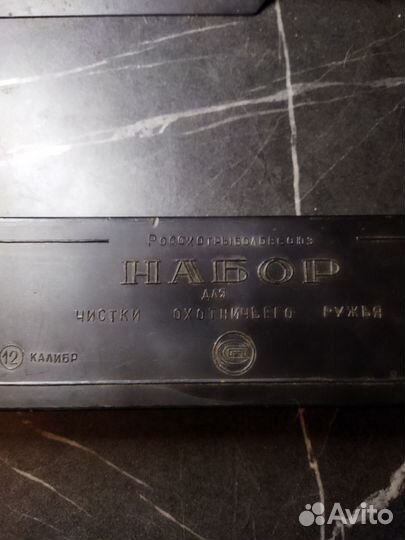 Росохотрыболовсоюз
НАБОР
ДЛЯ
ЧИСТКИ ОХОТНИЧЬЕГО РУЖЬЯ
12 КАЛИБР
Avito